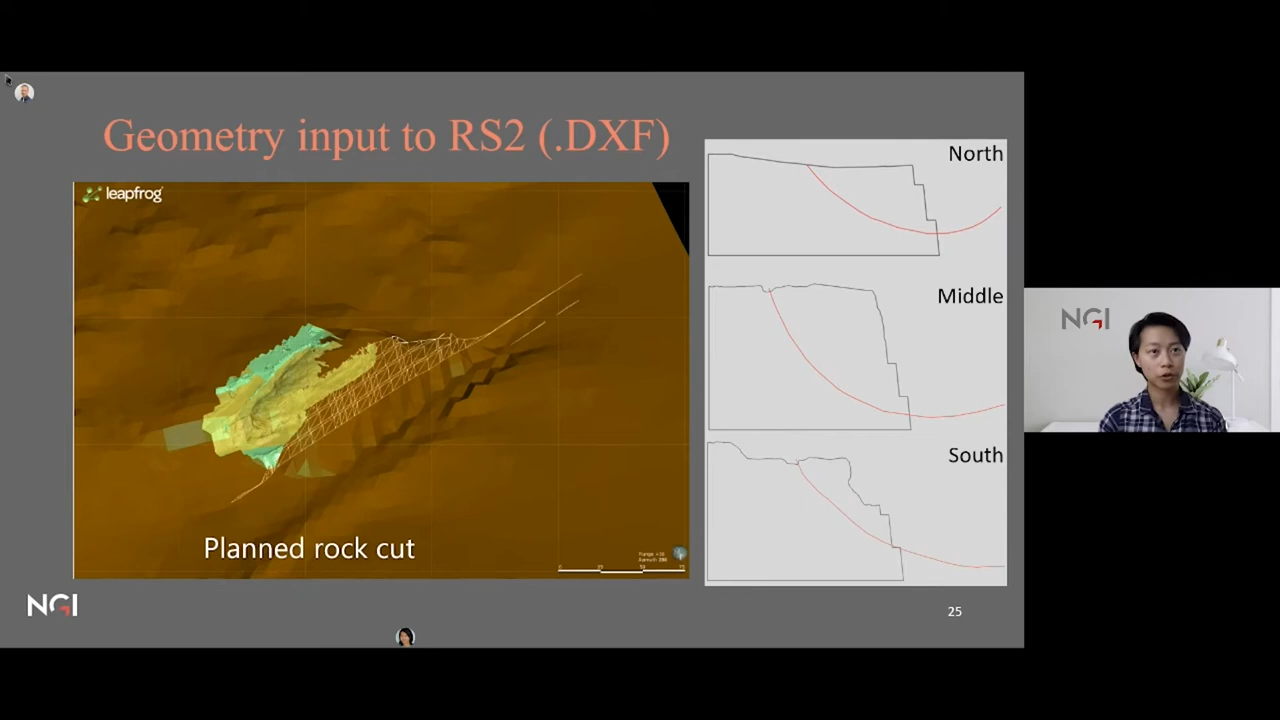 Geometry input to RS2 (.DXF)
leapfrog
Planned rock cut
North
Middle
South
NGI
25
NGI